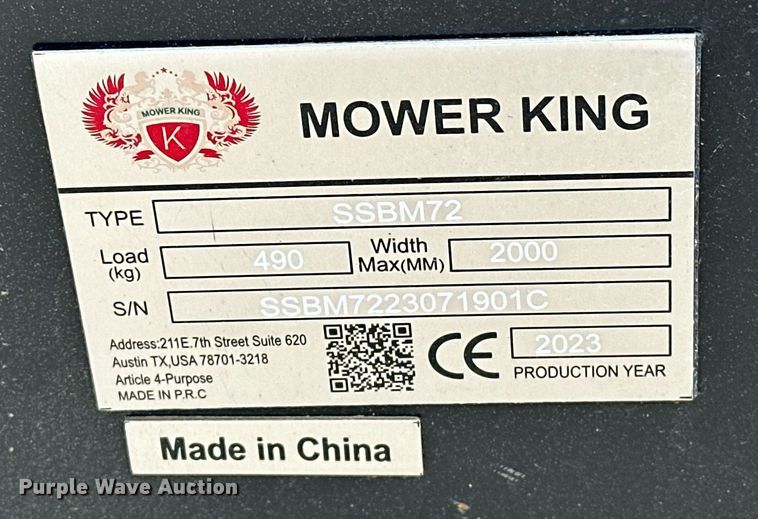 MOWER KING
K
MOWER KING
TYPE SSBM72
Load (kg) 490 Width Max(MM) 2000
S/N SSBM7223071901C
Address:211E.7th Street Suite 620
Austin TX,USA 78701-3218
Article 4-Purpose
MADE IN P.R.C
CE
2023
PRODUCTION YEAR
Made in China
Purple Wave Auction